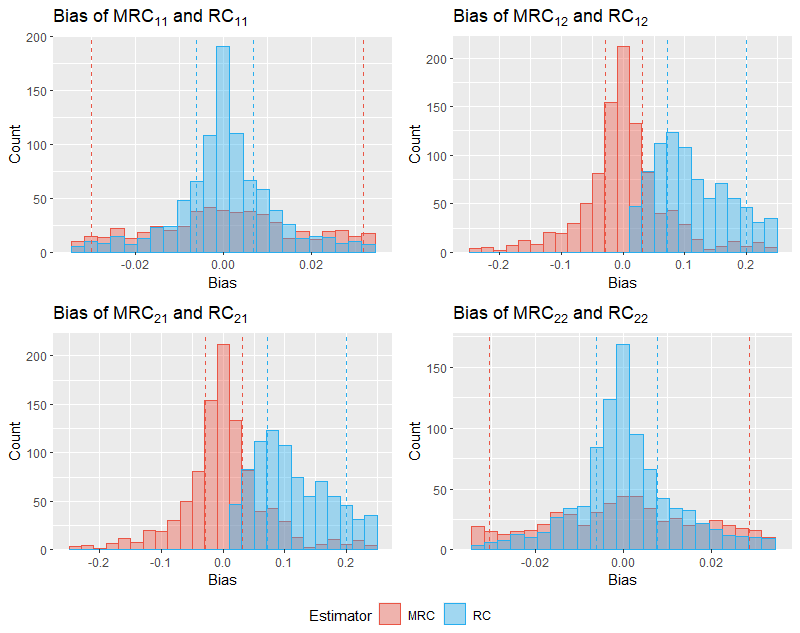 Bias of MRC₁₁ and RC₁₁
Count
200
150
100
50
0
-0.02
0.00
0.02
Bias
Bias of MRC₁₂ and RC₁₂
Count
200
150
100
50
0
-0.2
-0.1
0.0
0.1
0.2
Bias
Bias of MRC₂₁ and RC₂₁
Count
200
150
100
50
0
-0.2
-0.1
0.0
0.1
0.2
Bias
Bias of MRC₂₂ and RC₂₂
Count
150
100
50
0
-0.02
0.00
0.02
Bias
Estimator MRC RC